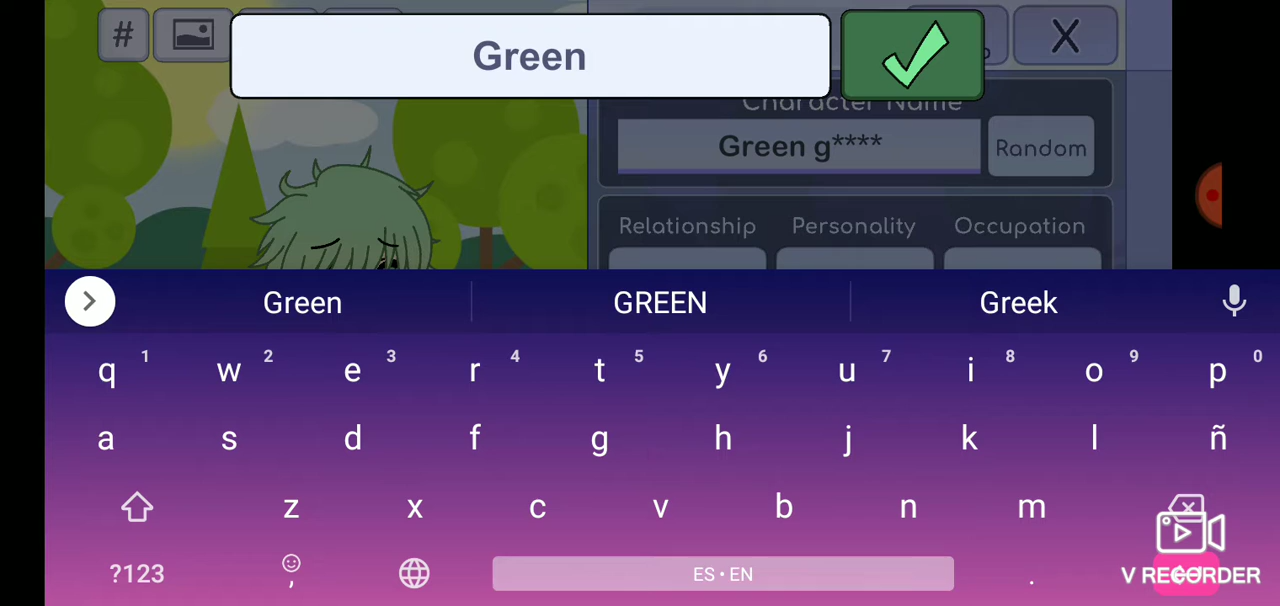 #
Green
X
Character Name
Green g****
Random
Relationship Personality Occupation
Green GREEN Greek
q 1 w 2 e 3 r 4 t 5 y 6 u 7 i 8 o 9 p 0
a s d f g h j k l ñ
z x c v b n m
?123 , ES • EN .
V RECORDER